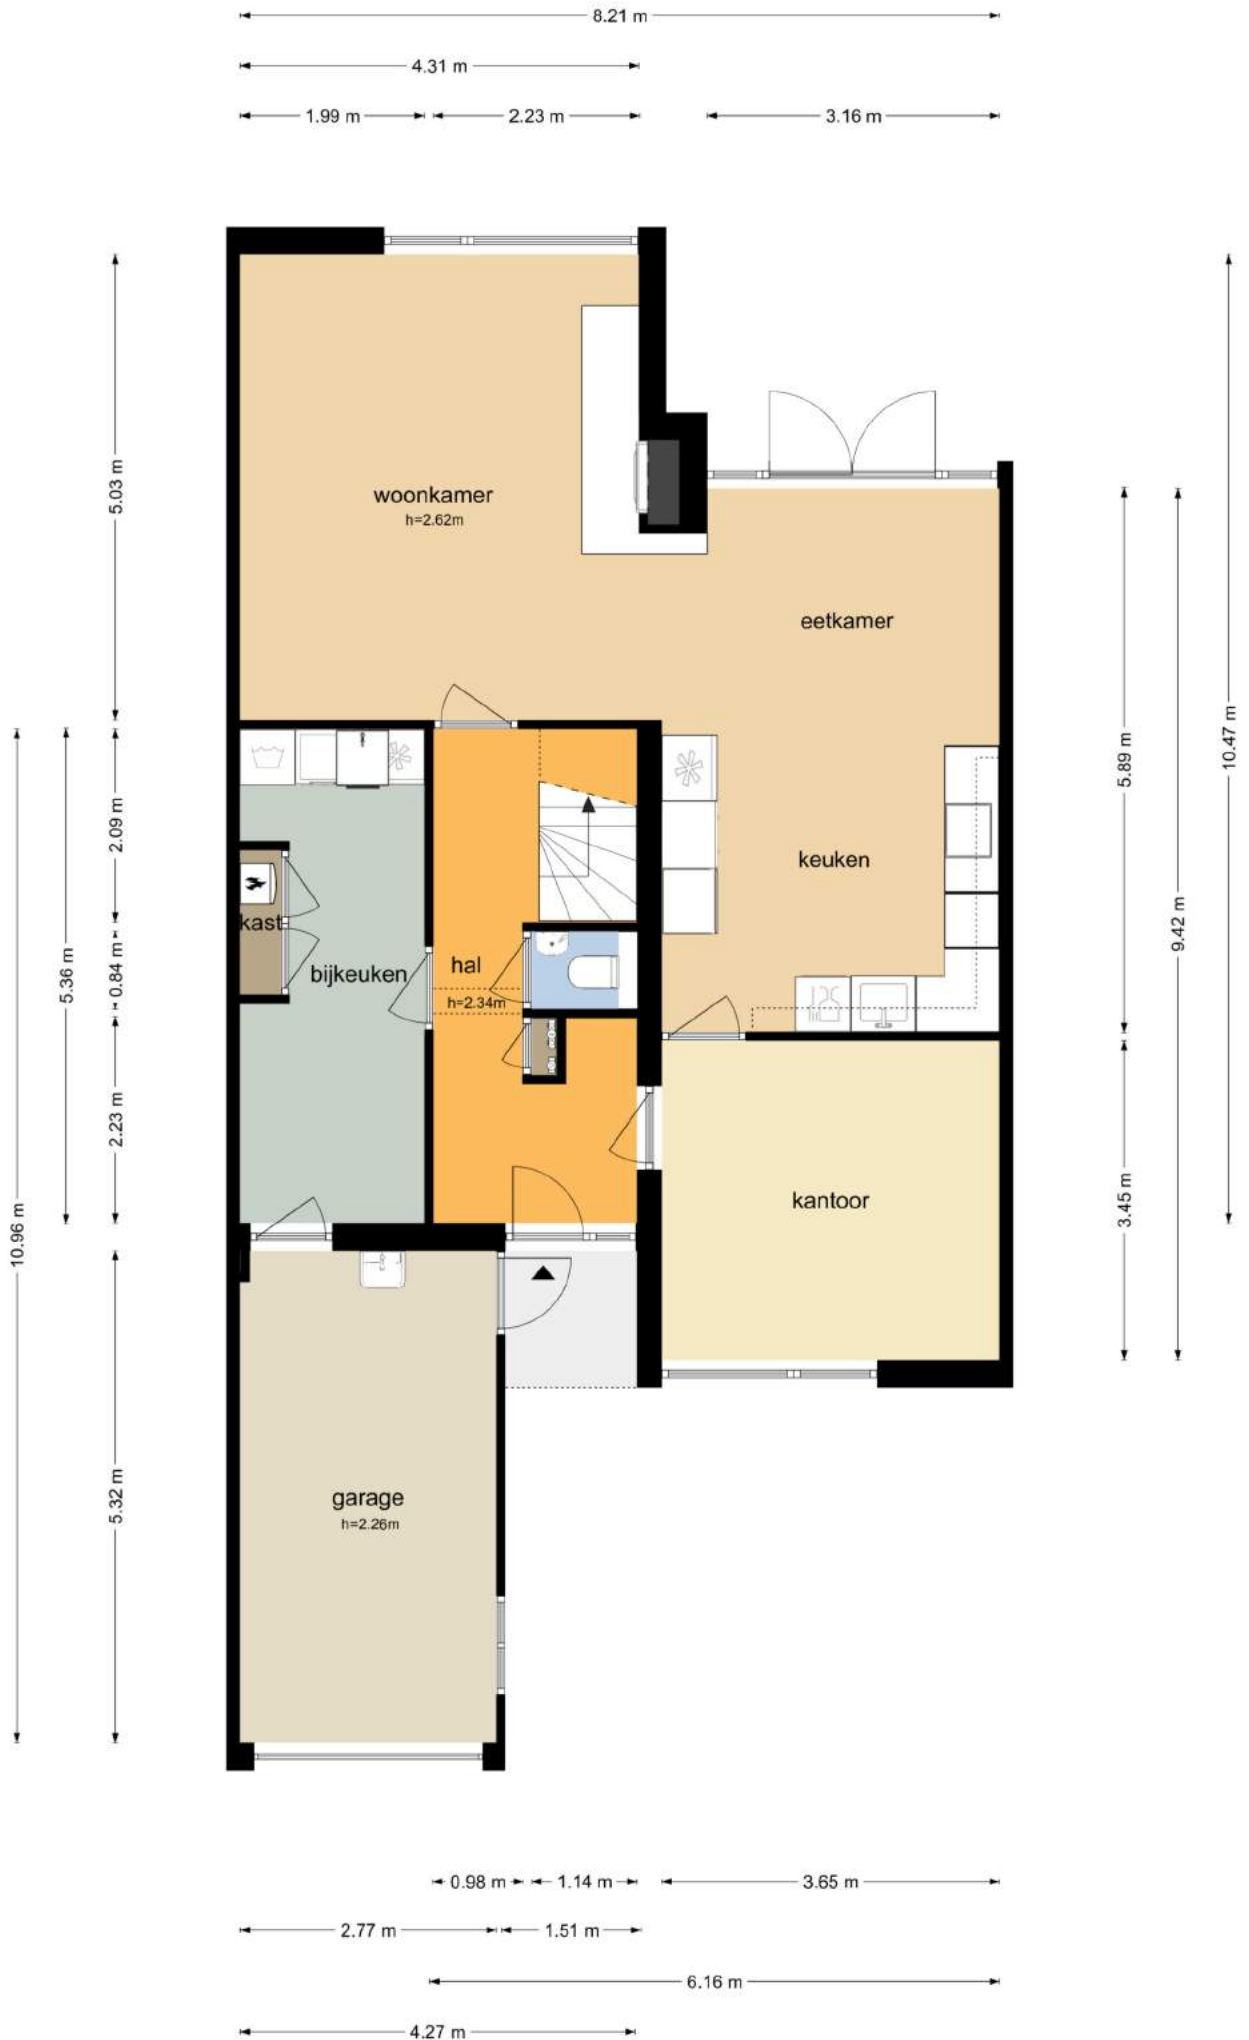 8.21 m
4.31 m
1.99 m
2.23 m
3.16 m
5.03 m
woonkamer
h=2.62m
eetkamer
10.47 m
5.89 m
2.09 m
keuken
9.42 m
kast
0.84 m
5.36 m
bijkeuken
hal
h=2.34m
2.23 m
10.96 m
3.45 m
kantoor
5.32 m
garage
h=2.26m
0.98 m
1.14 m
3.65 m
2.77 m
1.51 m
6.16 m
4.27 m